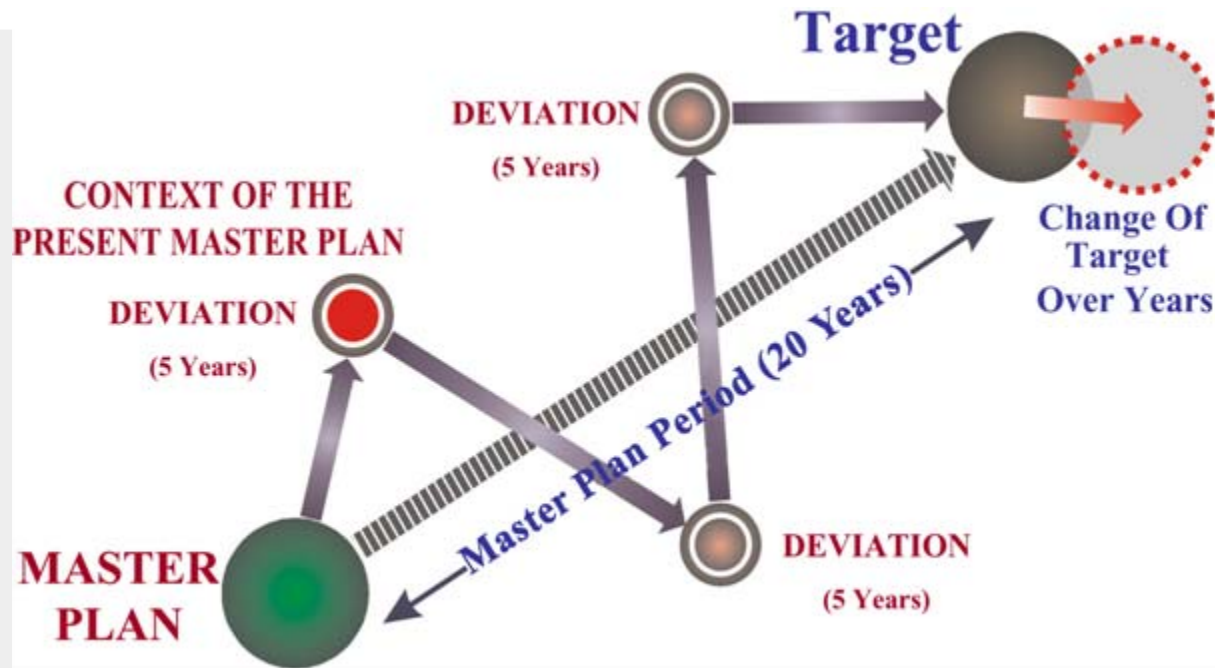 Target
DEVIATION
(5 Years)
CONTEXT OF THE
PRESENT MASTER PLAN
DEVIATION
(5 Years)
Change Of
Target
Over Years
Master Plan Period (20 Years)
MASTER
PLAN
DEVIATION
(5 Years)